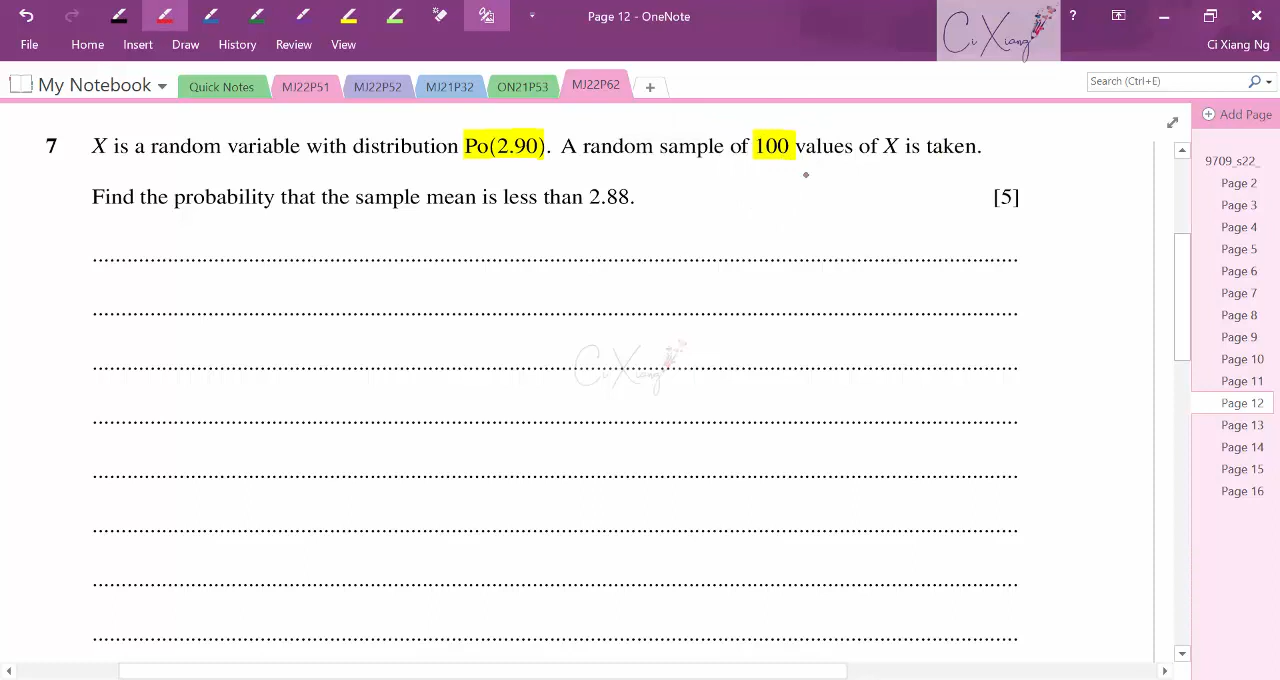 Page 12 - OneNote
Ci Xiang
?
File Home Insert Draw History Review View
Ci Xiang Ng
My Notebook
Quick Notes MJ22P51 MJ22P52 MJ21P32 ON21P53 MJ22P62 +
Search (Ctrl+E)
Add Page
7 X is a random variable with distribution Po(2.90). A random sample of 100 values of X is taken.
Find the probability that the sample mean is less than 2.88. [5]
Ci Xiang
9709_s22_
Page 2
Page 3
Page 4
Page 5
Page 6
Page 7
Page 8
Page 9
Page 10
Page 11
Page 12
Page 13
Page 14
Page 15
Page 16